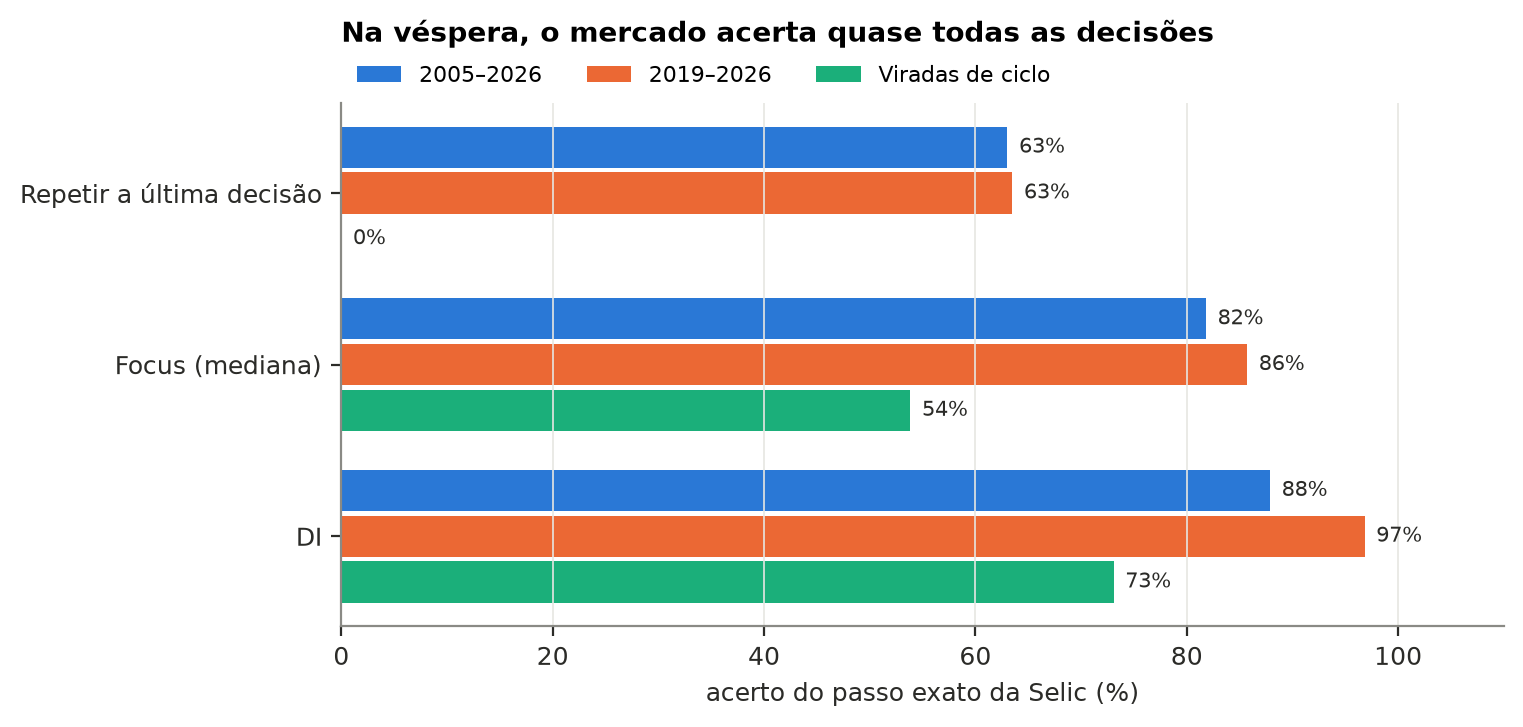 Na véspera, o mercado acerta quase todas as decisões
2005–2026 2019–2026 Viradas de ciclo
63%
Repetir a última decisão
63%
0%
82%
Focus (mediana)
86%
54%
88%
DI
97%
73%
0 20 40 60 80 100
acerto do passo exato da Selic (%)